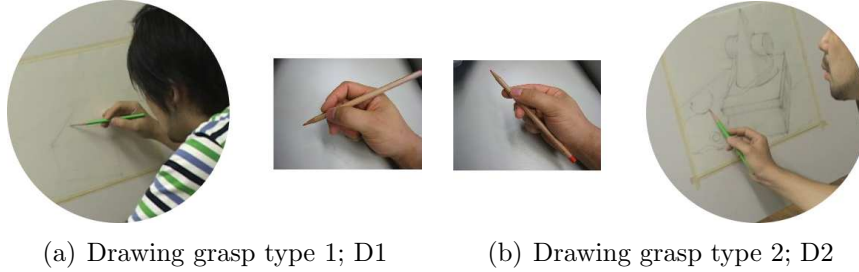 (a) Drawing grasp type 1; D1
(b) Drawing grasp type 2; D2